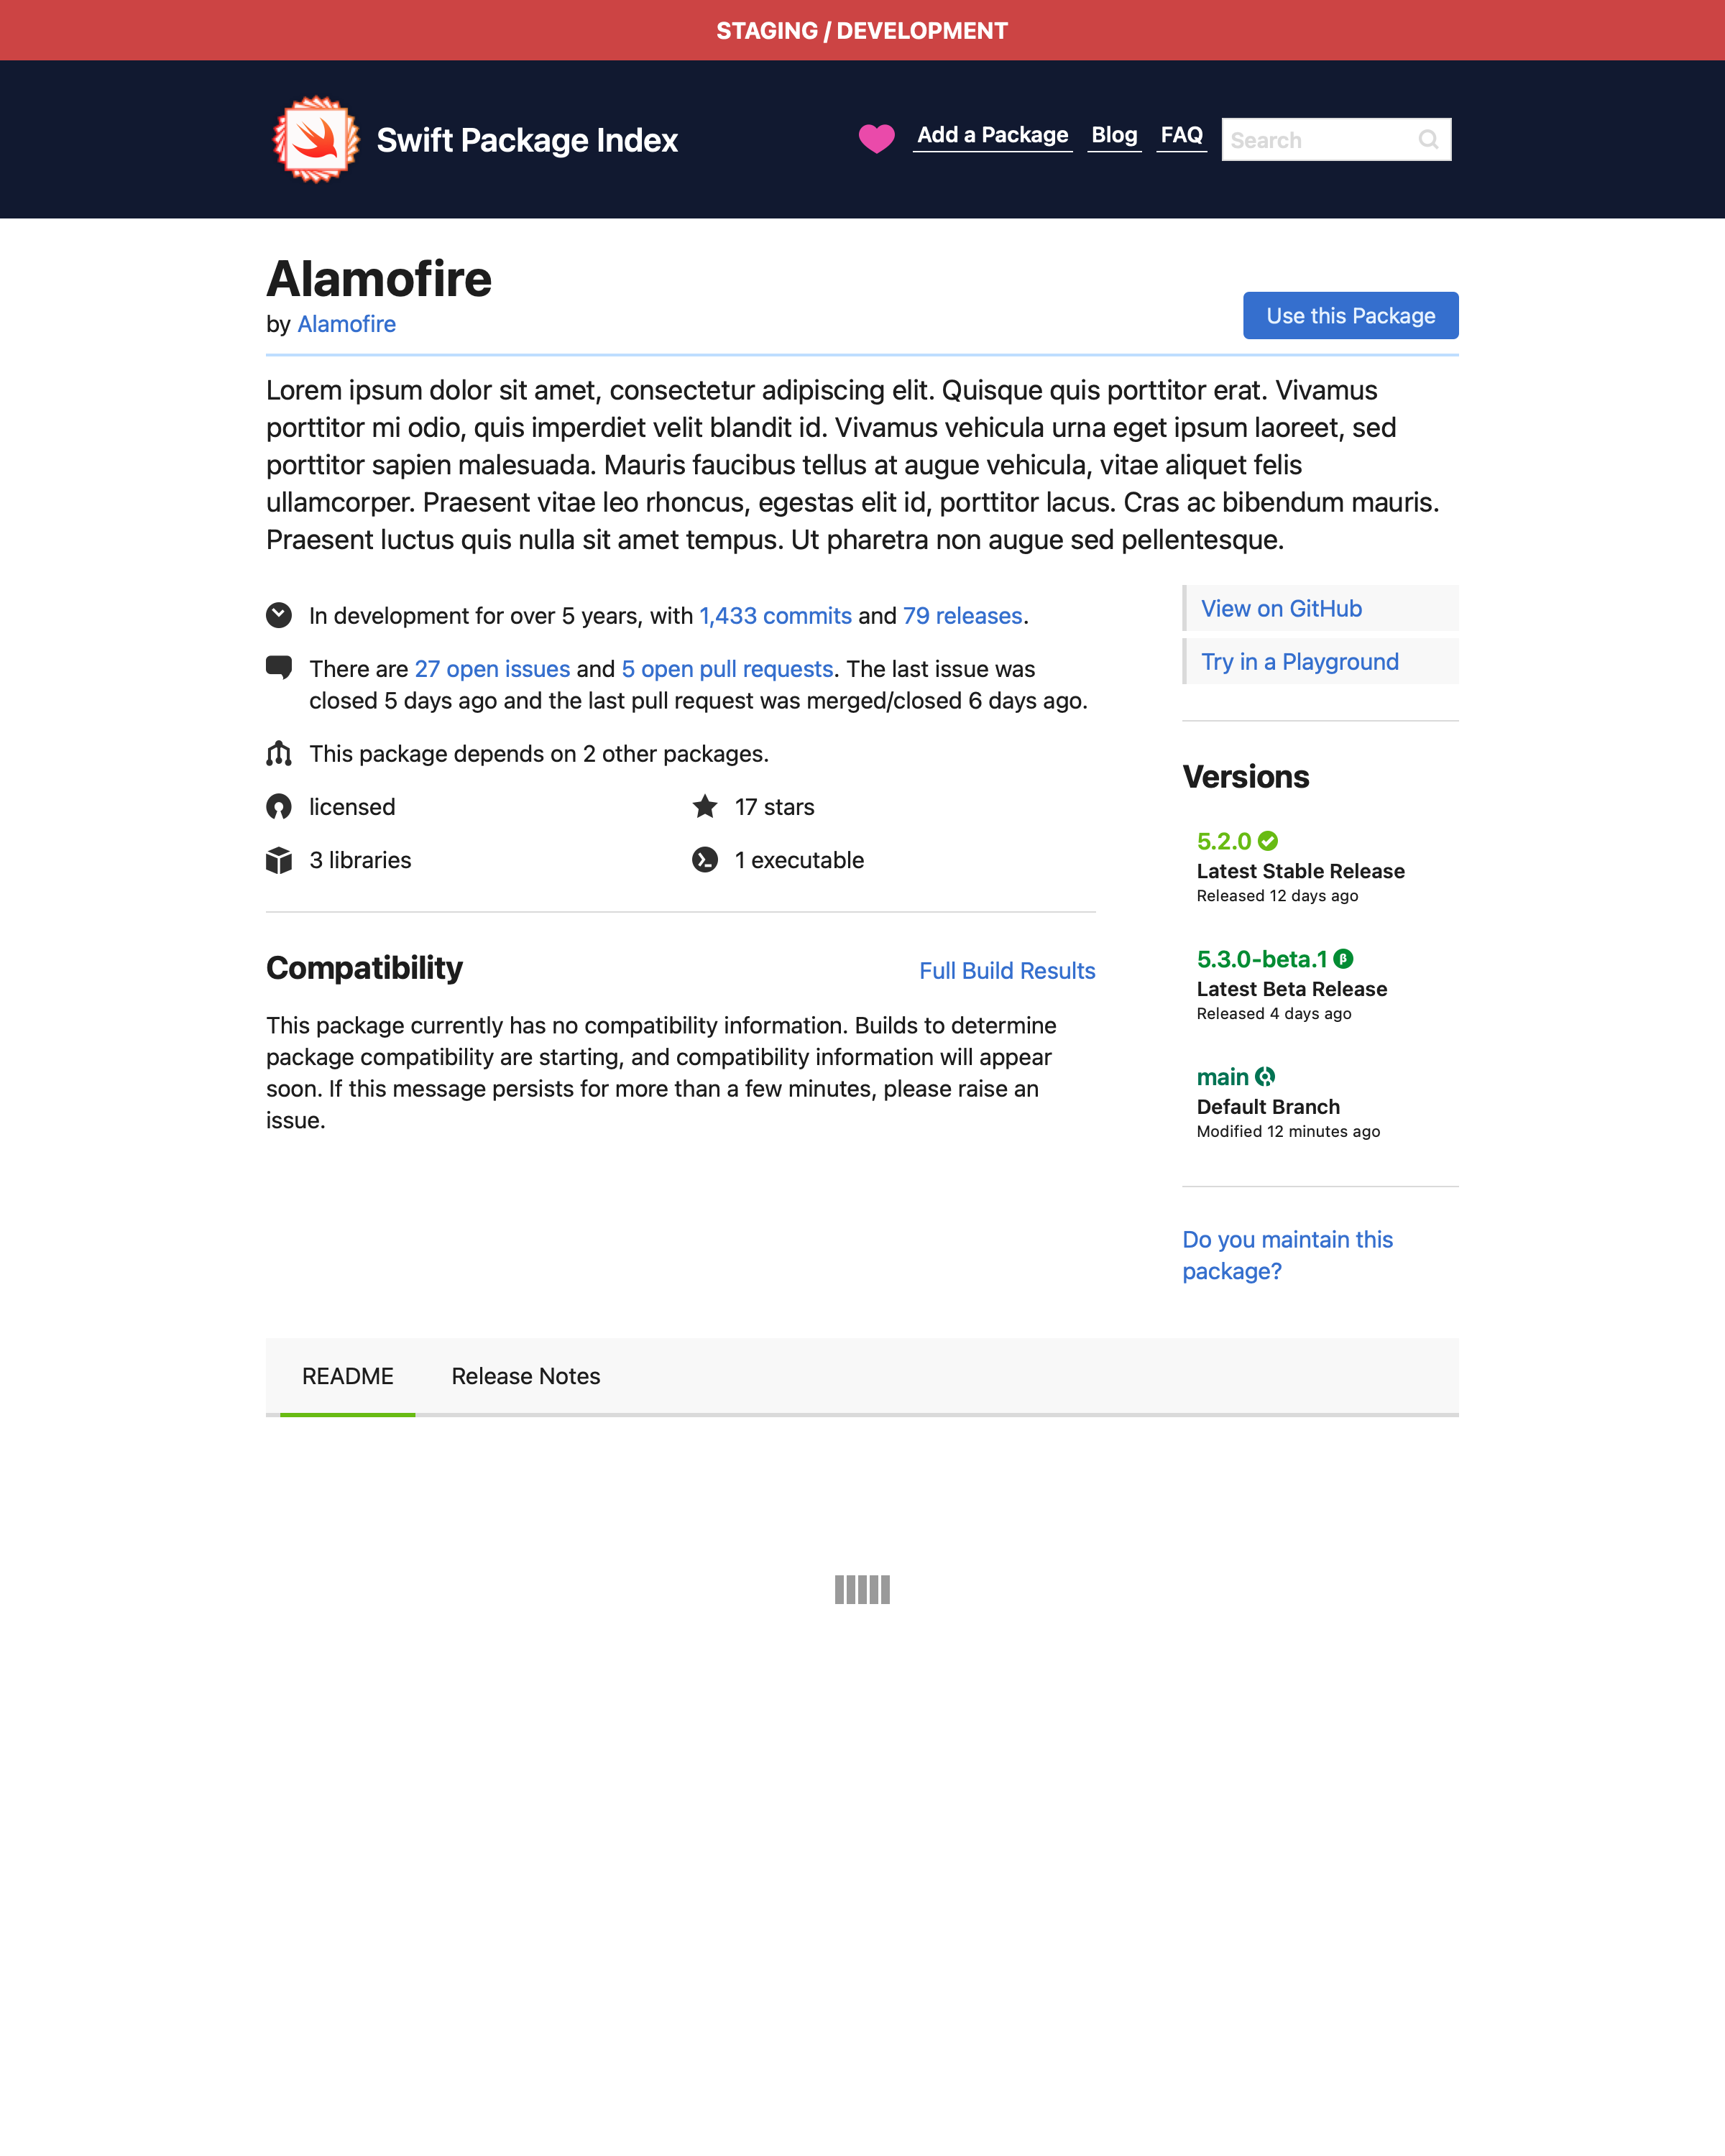 STAGING / DEVELOPMENT
Swift Package Index
Add a Package
Blog
FAQ
Search
Alamofire
by Alamofire
Use this Package
Lorem ipsum dolor sit amet, consectetur adipiscing elit. Quisque quis porttitor erat. Vivamus
porttitor mi odio, quis imperdiet velit blandit id. Vivamus vehicula urna eget ipsum laoreet, sed
porttitor sapien malesuada. Mauris faucibus tellus at augue vehicula, vitae aliquet felis
ullamcorper. Praesent vitae leo rhoncus, egestas elit id, porttitor lacus. Cras ac bibendum mauris.
Praesent luctus quis nulla sit amet tempus. Ut pharetra non augue sed pellentesque.
In development for over 5 years, with 1,433 commits and 79 releases.
There are 27 open issues and 5 open pull requests. The last issue was
closed 5 days ago and the last pull request was merged/closed 6 days ago.
This package depends on 2 other packages.
licensed
17 stars
3 libraries
1 executable
Compatibility
Full Build Results
This package currently has no compatibility information. Builds to determine
package compatibility are starting, and compatibility information will appear
soon. If this message persists for more than a few minutes, please raise an
issue.
View on GitHub
Try in a Playground
Versions
5.2.0
Latest Stable Release
Released 12 days ago
5.3.0-beta.1 β
Latest Beta Release
Released 4 days ago
main
Default Branch
Modified 12 minutes ago
Do you maintain this
package?
README
Release Notes